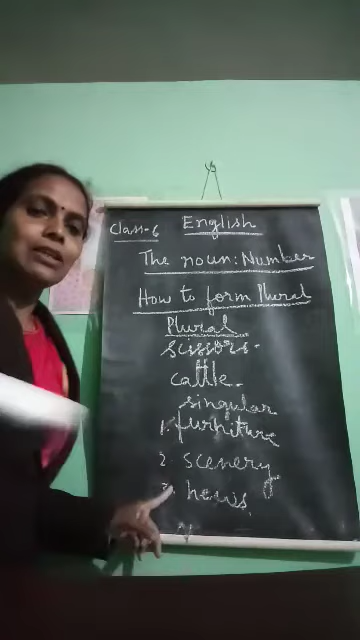 Class-6 English
The noun: Number
How to form Plural
Plural
Scissors.
cattle.
singular
1. furniture
2. scenery
3. hews